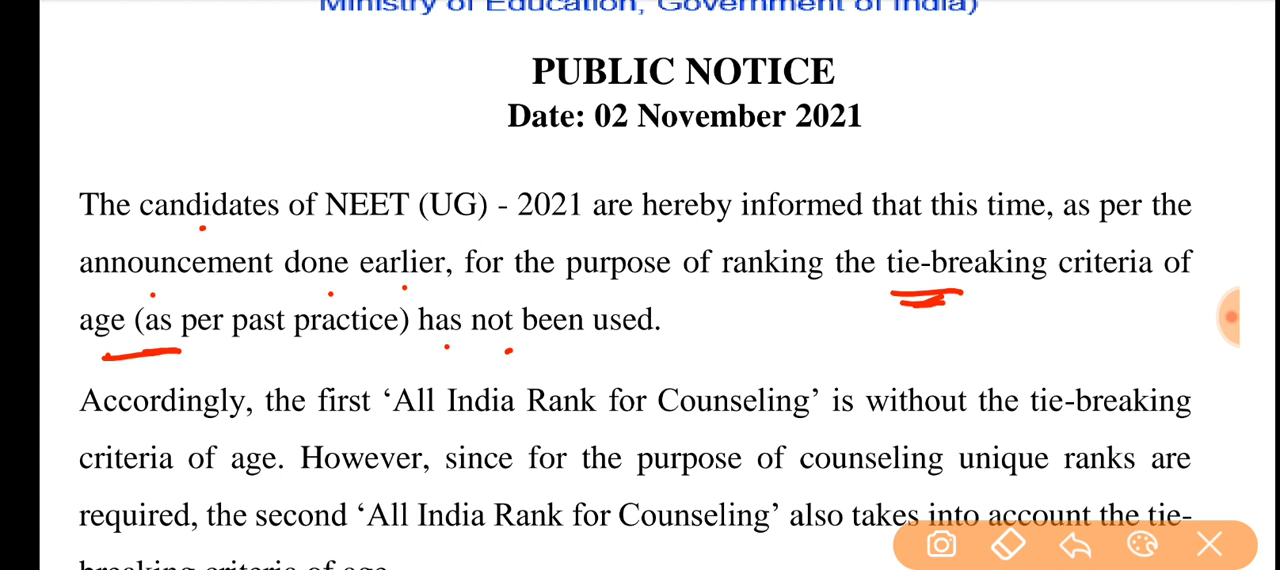 Ministry of Education, Government of India)
PUBLIC NOTICE
Date: 02 November 2021
The candidates of NEET (UG) - 2021 are hereby informed that this time, as per the
announcement done earlier, for the purpose of ranking the tie-breaking criteria of
age (as per past practice) has not been used.
Accordingly, the first ‘All India Rank for Counseling’ is without the tie-breaking
criteria of age. However, since for the purpose of counseling unique ranks are
required, the second ‘All India Rank for Counseling’ also takes into account the tie-
breaking criteria of age